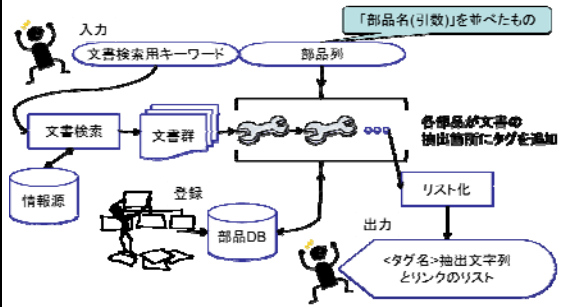 「部品名(引数)」を並べたもの
入力
文書検索用キーワード
部品列
文書検索
文書群
各部品が文書の
抽出箇所にタグを追加
情報源
登録
部品DB
リスト化
出力
<タグ名>抽出文字列
とリンクのリスト